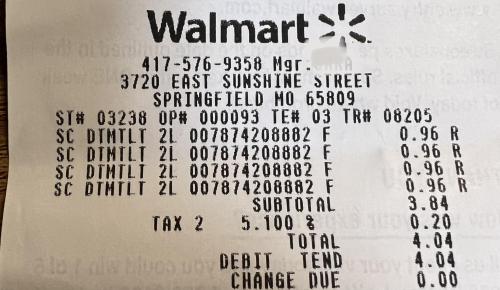 Walmart
417-576-9358 Mgr.
3720 EAST SUNSHINE STREET
SPRINGFIELD MO 65809
ST# 03238 OP# 000093 TE# 03 TR# 08205
SC DTMTLT 2L 007874208882 F 0.96 R
SC DTMTLT 2L 007874208882 F 0.96 R
SC DTMTLT 2L 007874208882 F 0.96 R
SC DTMTLT 2L 007874208882 F 0.96 R
SUBTOTAL 3.84
TAX 2 5.100 % 0.20
TOTAL 4.04
DEBIT TEND 4.04
CHANGE DUE 0.00